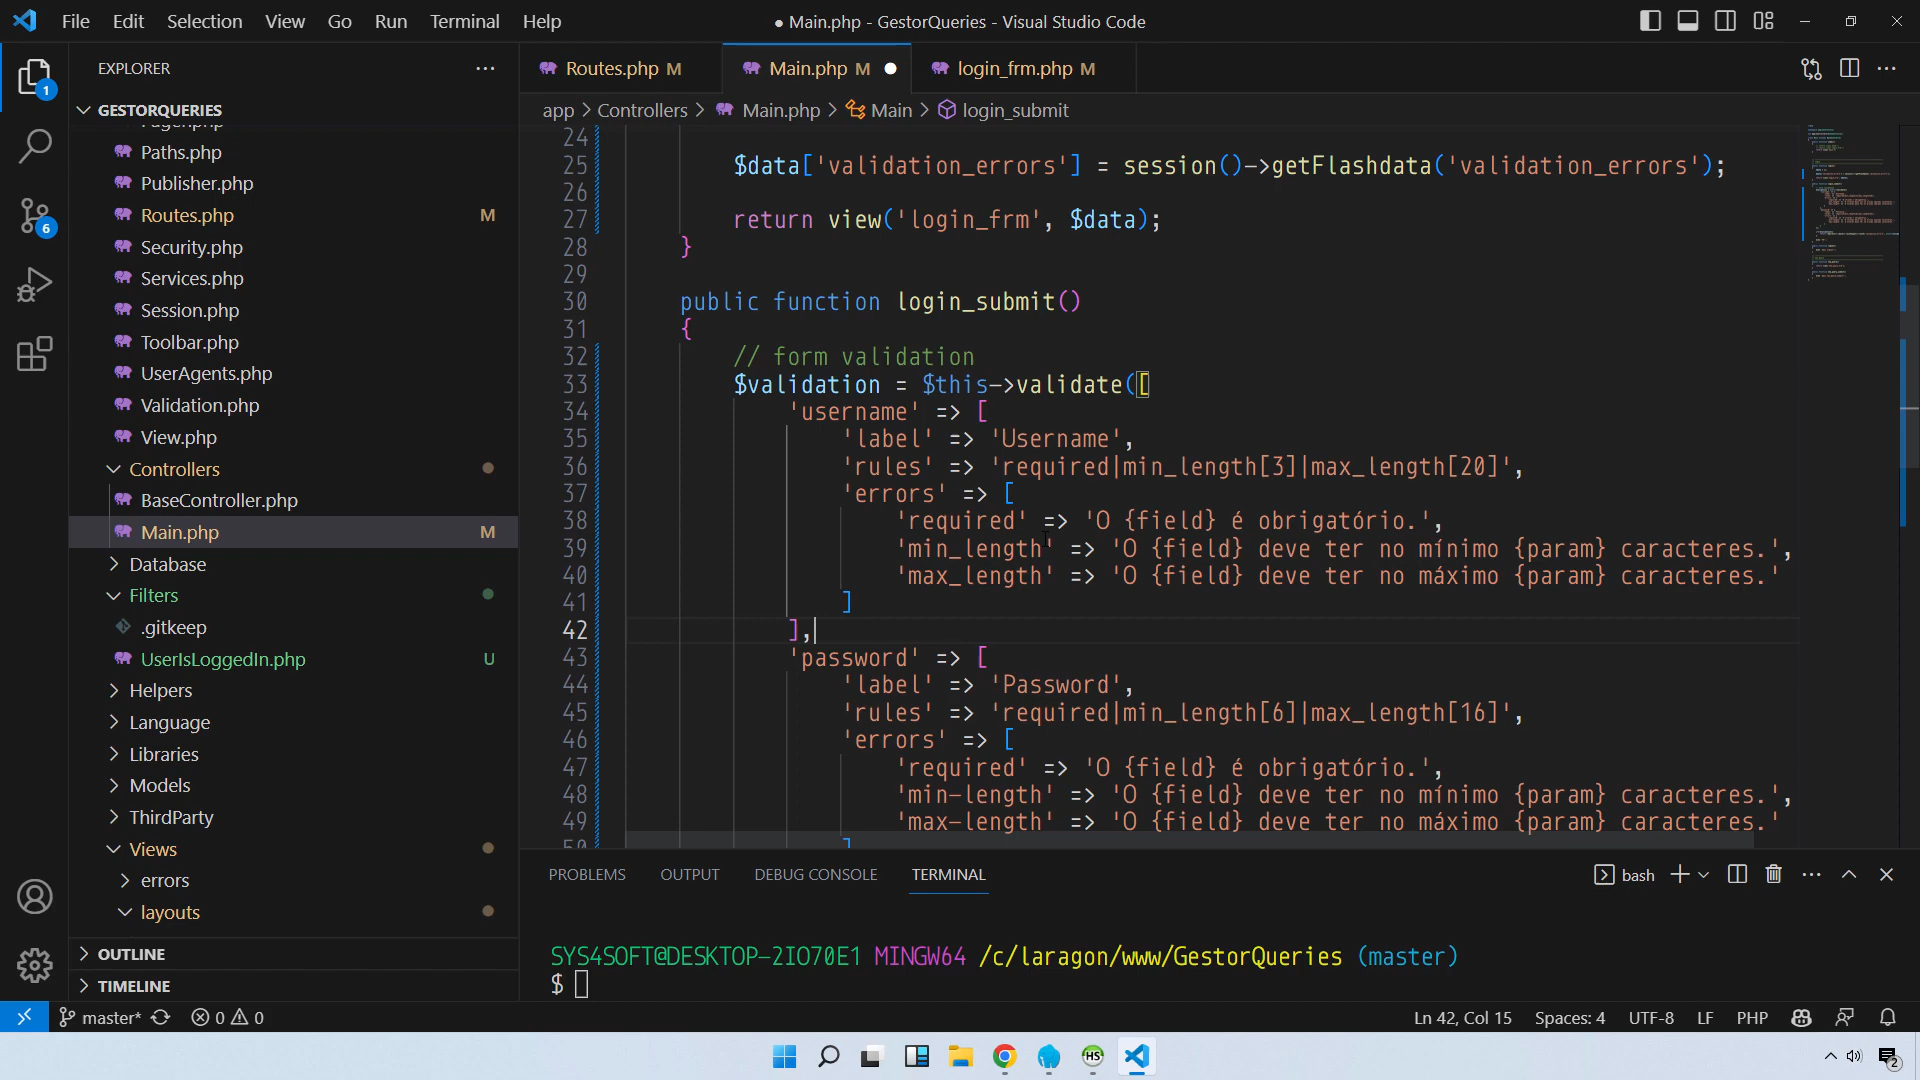 File Edit Selection View Go Run Terminal Help
● Main.php - GestorQueries - Visual Studio Code
EXPLORER
Routes.php M
Main.php M
login_frm.php M
1
6
GESTORQUERIES
Pager.php
Paths.php
Publisher.php
Routes.php M
Security.php
Services.php
Session.php
Toolbar.php
UserAgents.php
Validation.php
View.php
Controllers
BaseController.php
Main.php M
Database
Filters
.gitkeep
UserIsLoggedIn.php U
Helpers
Language
Libraries
Models
ThirdParty
Views
errors
layouts
OUTLINE
TIMELINE
app > Controllers > Main.php > Main > login_submit
24
25 $data['validation_errors'] = session()->getFlashdata('validation_errors');
26
27 return view('login_frm', $data);
28 }
29
30 public function login_submit()
31 {
32 // form validation
33 $validation = $this->validate([
34 'username' => [
35 'label' => 'Username',
36 'rules' => 'required|min_length[3]|max_length[20]',
37 'errors' => [
38 'required' => 'O {field} é obrigatório.',
39 'min_length' => 'O {field} deve ter no mínimo {param} caracteres.',
40 'max_length' => 'O {field} deve ter no máximo {param} caracteres.'
41 ]
42 ],
43 'password' => [
44 'label' => 'Password',
45 'rules' => 'required|min_length[6]|max_length[16]',
46 'errors' => [
47 'required' => 'O {field} é obrigatório.',
48 'min-length' => 'O {field} deve ter no mínimo {param} caracteres.',
49 'max-length' => 'O {field} deve ter no máximo {param} caracteres.'
50 ]
PROBLEMS OUTPUT DEBUG CONSOLE TERMINAL
bash
SYS4SOFT@DESKTOP-2IO70E1 MINGW64 /c/laragon/www/GestorQueries (master)
$
master* 0 0
Ln 42, Col 15 Spaces: 4 UTF-8 LF PHP
HS
2